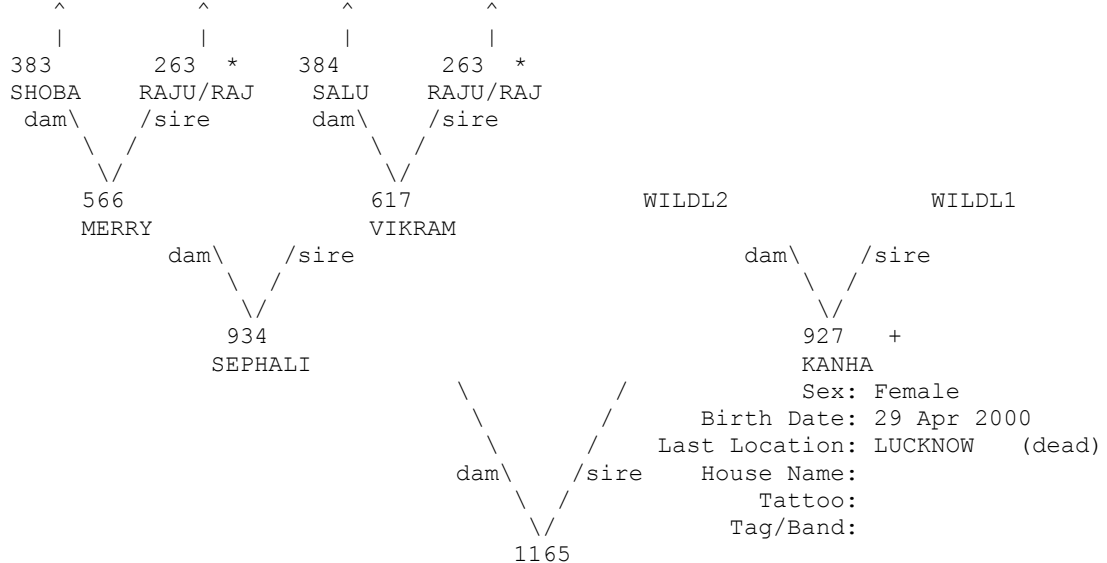 ^ ^ ^ ^
| | | |
383 263 * 384 263 *
SHOBA RAJU/RAJ SALU RAJU/RAJ
dam\ /sire dam\ /sire
\ / \ /
\/ \/
566 617 WILDL2 WILDL1
MERRY VIKRAM
dam\ /sire dam\ /sire
\ / \ /
\/ \/
934 927 +
SEPHALI KANHA
\ / Sex: Female
\ / Birth Date: 29 Apr 2000
\ / Last Location: LUCKNOW (dead)
dam\ /sire House Name:
\ / Tattoo:
\/ Tag/Band:
1165